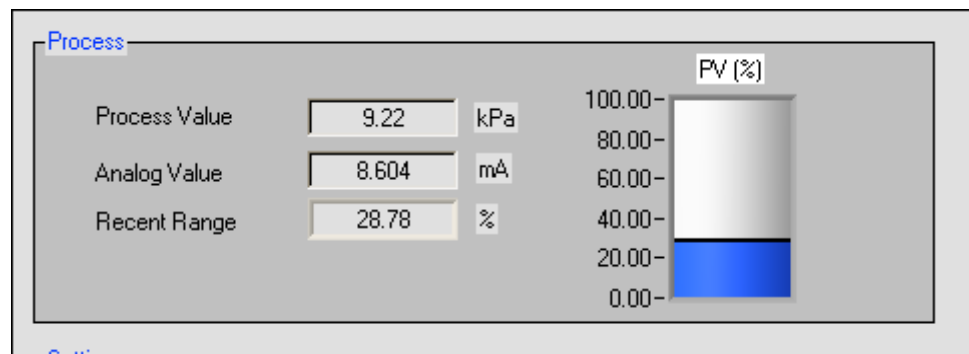 Process
PV (%)
Process Value 9.22 kPa
Analog Value 8.604 mA
Recent Range 28.78 %
100.00
80.00
60.00
40.00
20.00
0.00